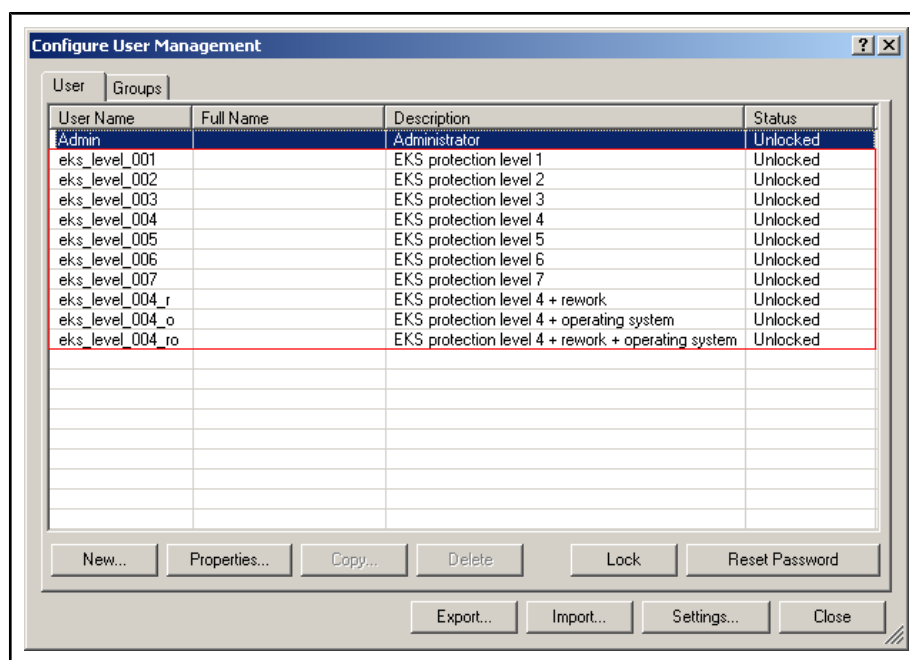 Configure User Management
? X
User Groups
User Name Full Name Description Status
Admin Administrator Unlocked
eks_level_001 EKS protection level 1 Unlocked
eks_level_002 EKS protection level 2 Unlocked
eks_level_003 EKS protection level 3 Unlocked
eks_level_004 EKS protection level 4 Unlocked
eks_level_005 EKS protection level 5 Unlocked
eks_level_006 EKS protection level 6 Unlocked
eks_level_007 EKS protection level 7 Unlocked
eks_level_004_r EKS protection level 4 + rework Unlocked
eks_level_004_o EKS protection level 4 + operating system Unlocked
eks_level_004_ro EKS protection level 4 + rework + operating system Unlocked
New... Properties... Copy... Delete Lock Reset Password
Export... Import... Settings... Close